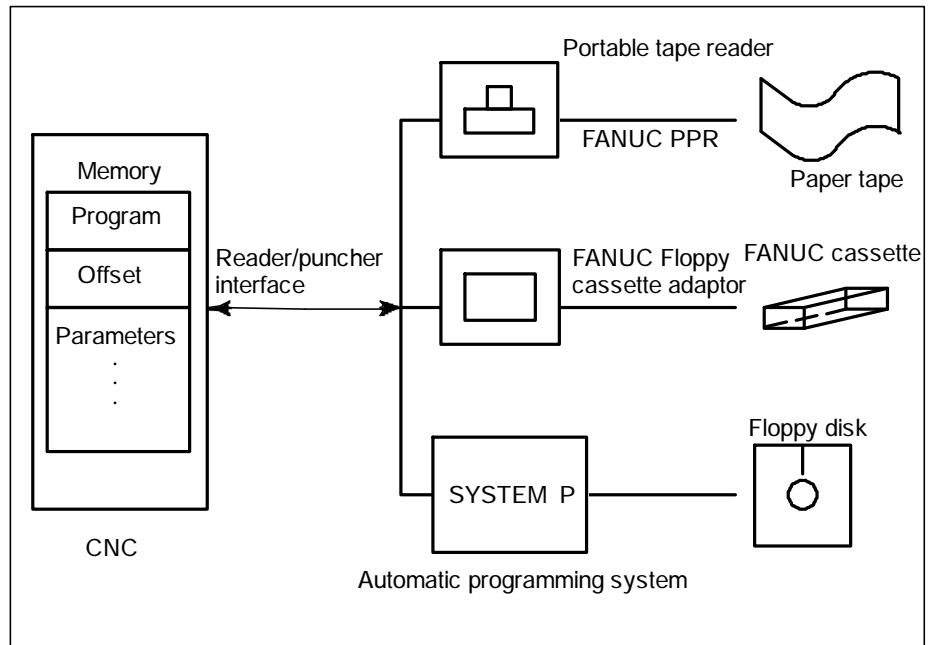 Portable tape reader
FANUC PPR
Paper tape
Memory
Program
Offset
Parameters
.
.
.
CNC
Reader/puncher
interface
FANUC Floppy
cassette adaptor
FANUC cassette
SYSTEM P
Floppy disk
Automatic programming system